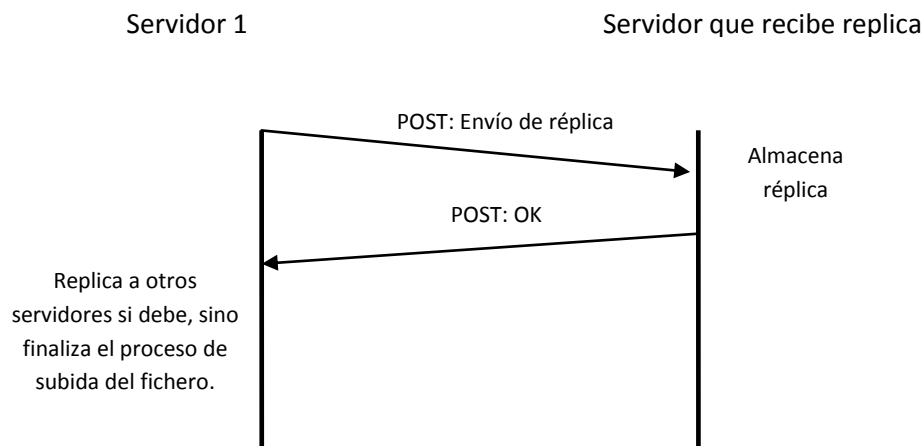 Servidor 1
Servidor que recibe replica
POST: Envío de réplica
Almacena
réplica
POST: OK
Replica a otros
servidores si debe, sino
finaliza el proceso de
subida del fichero.